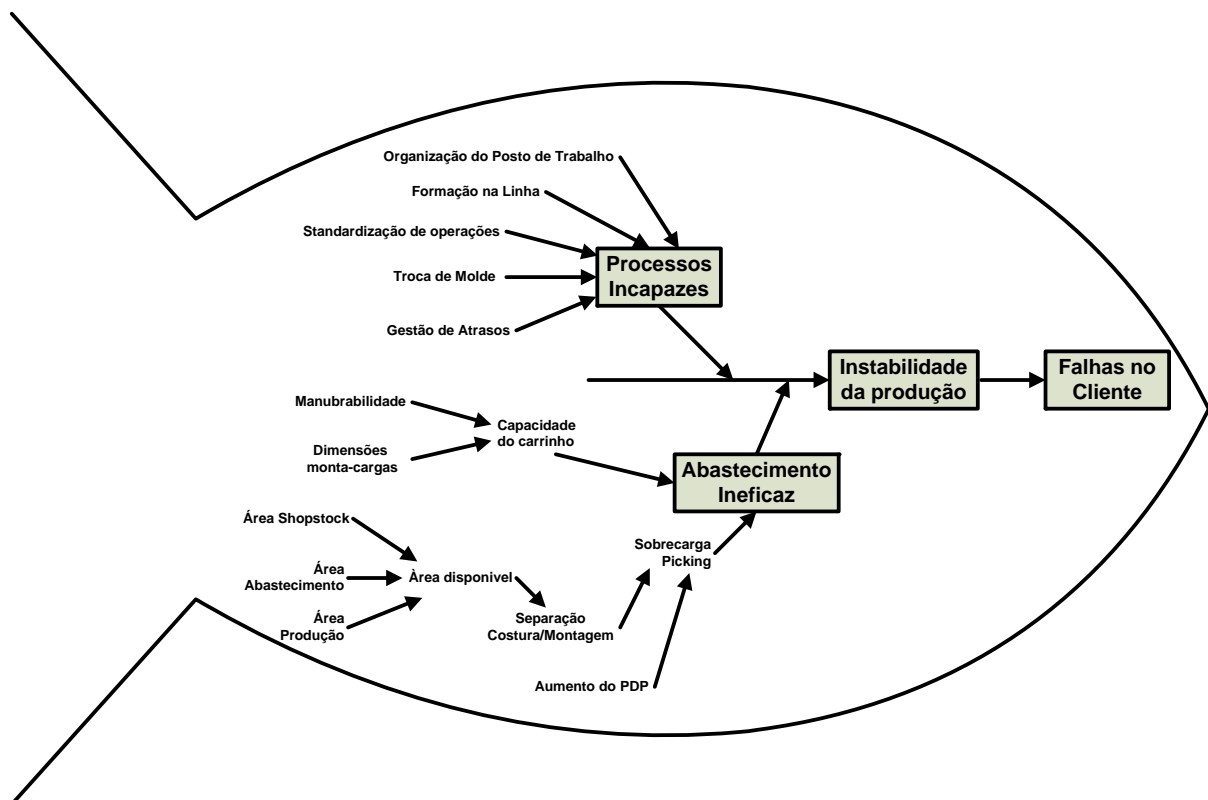 Organização do Posto de Trabalho
Formação na Linha
Standardização de operações
Troca de Molde
Gestão de Atrasos
Processos
Incapazes
Instabilidade
da produção
Falhas no
Cliente
Manubrabilidade
Dimensões
monta-cargas
Capacidade
do carrinho
Abastecimento
Ineficaz
Área Shopstock
Área
Abastecimento
Área
Produção
Àrea disponivel
Separação
Costura/Montagem
Sobrecarga
Picking
Aumento do PDP